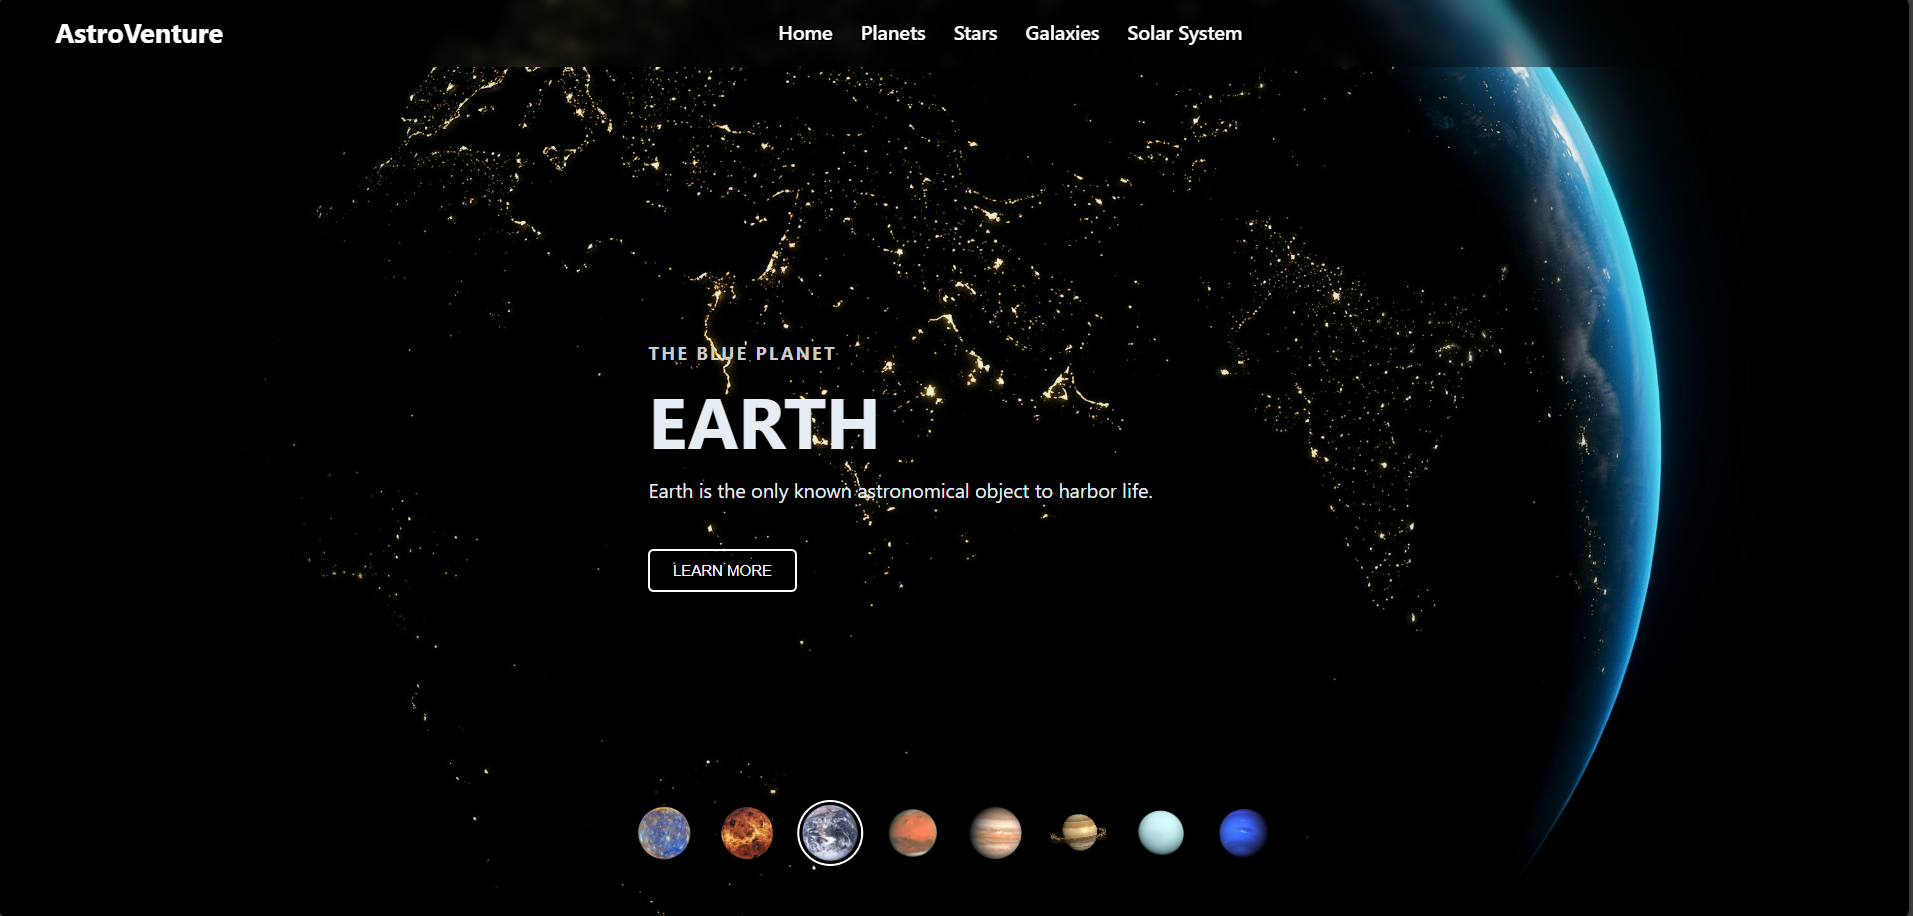 AstroVenture
Home Planets Stars Galaxies Solar System
THE BLUE PLANET
EARTH
Earth is the only known astronomical object to harbor life.
LEARN MORE